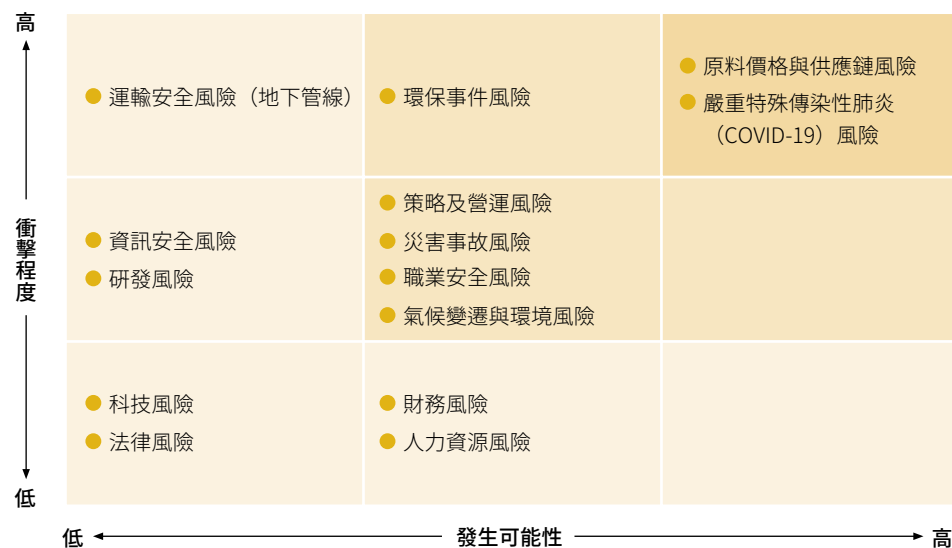 高
運輸安全風險（地下管線）
環保事件風險
原料價格與供應鏈風險
嚴重特殊傳染性肺炎
（COVID-19）風險
衝擊程度
資訊安全風險
研發風險
策略及營運風險
災害事故風險
職業安全風險
氣候變遷與環境風險
科技風險
法律風險
財務風險
人力資源風險
低
低
發生可能性
高